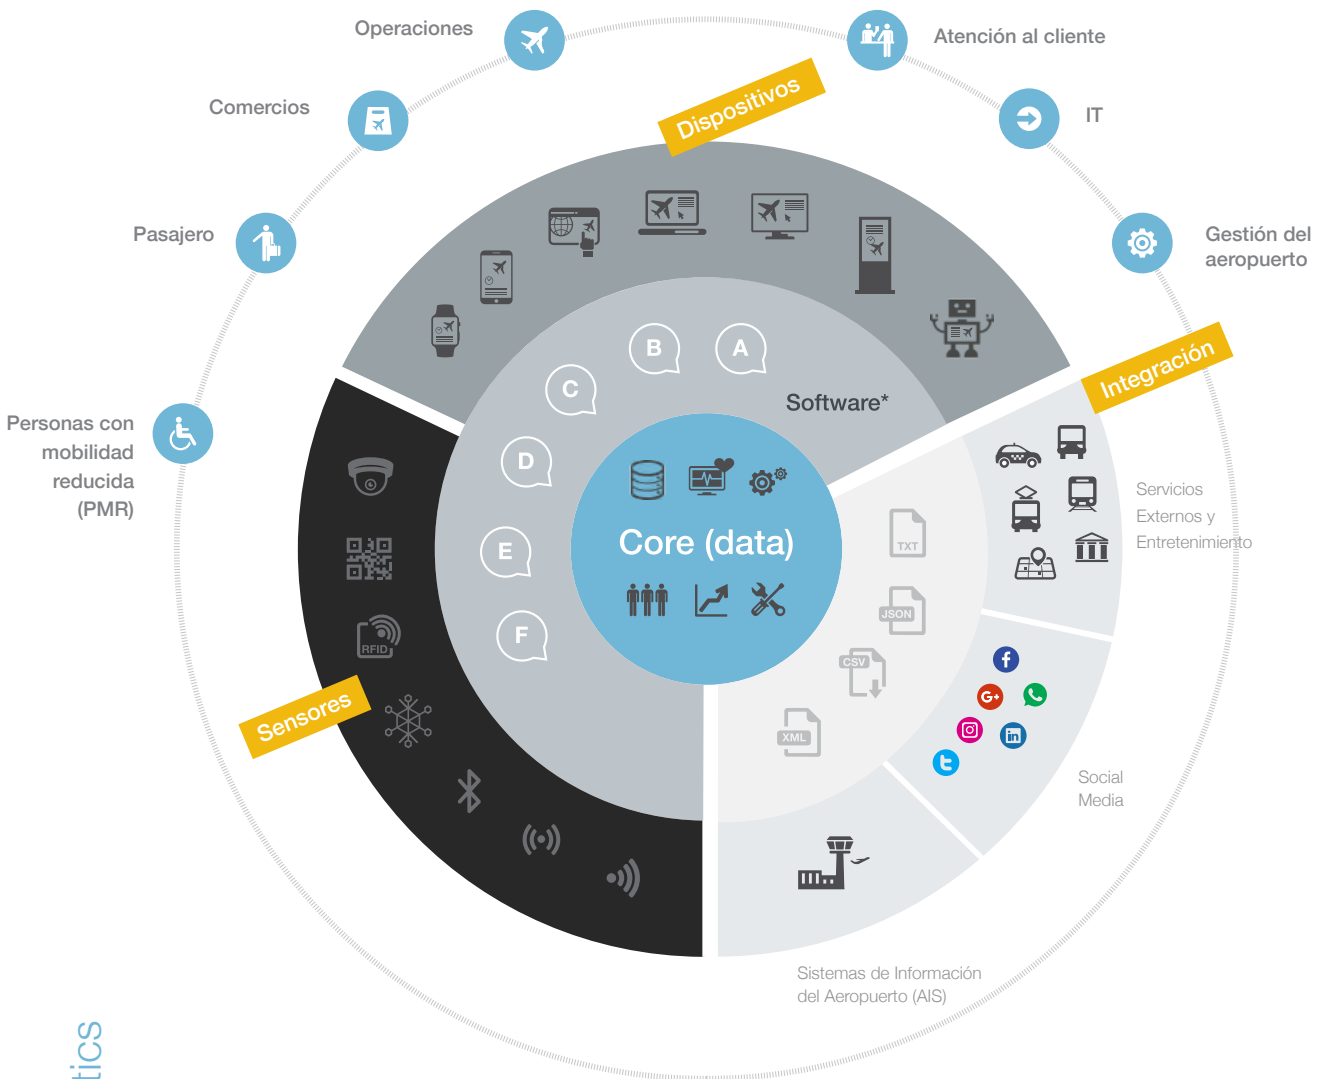 Operaciones
Atención al cliente
Comercios
Dispositivos
IT
Pasajero
Gestión del
aeropuerto
B
A
Integración
C
Software*
Personas con
mobilidad
reducida
(PMR)
D
Servicios
Externos y
Entretenimiento
TXT
Core (data)
E
JSON
F
RFID
CSV
Sensores
XML
Social
Media
Sistemas de Información
del Aeropuerto (AIS)
tics